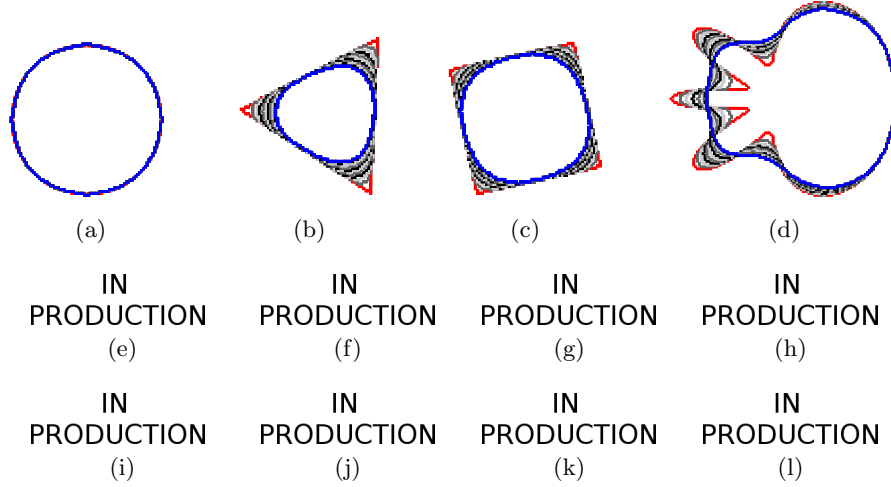 (a) (b) (c) (d)
IN IN IN IN
PRODUCTION PRODUCTION PRODUCTION PRODUCTION
(e) (f) (g) (h)
IN IN IN IN
PRODUCTION PRODUCTION PRODUCTION PRODUCTION
(i) (j) (k) (l)